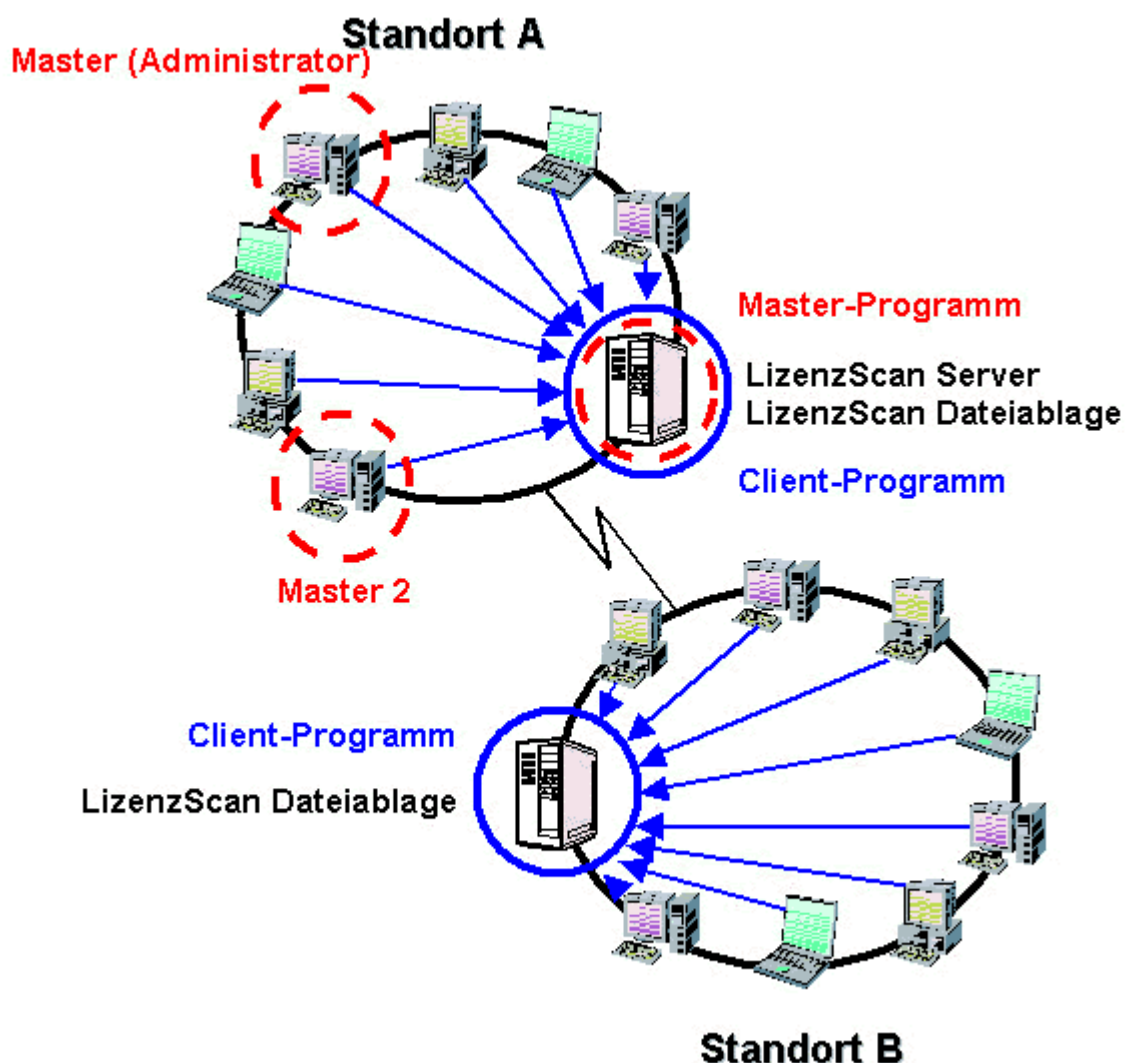 Standort A
Master (Administrator)
Master-Programm
LizenzScan Server
LizenzScan Dateiablage
Client-Programm
Master 2
Client-Programm
LizenzScan Dateiablage
Standort B